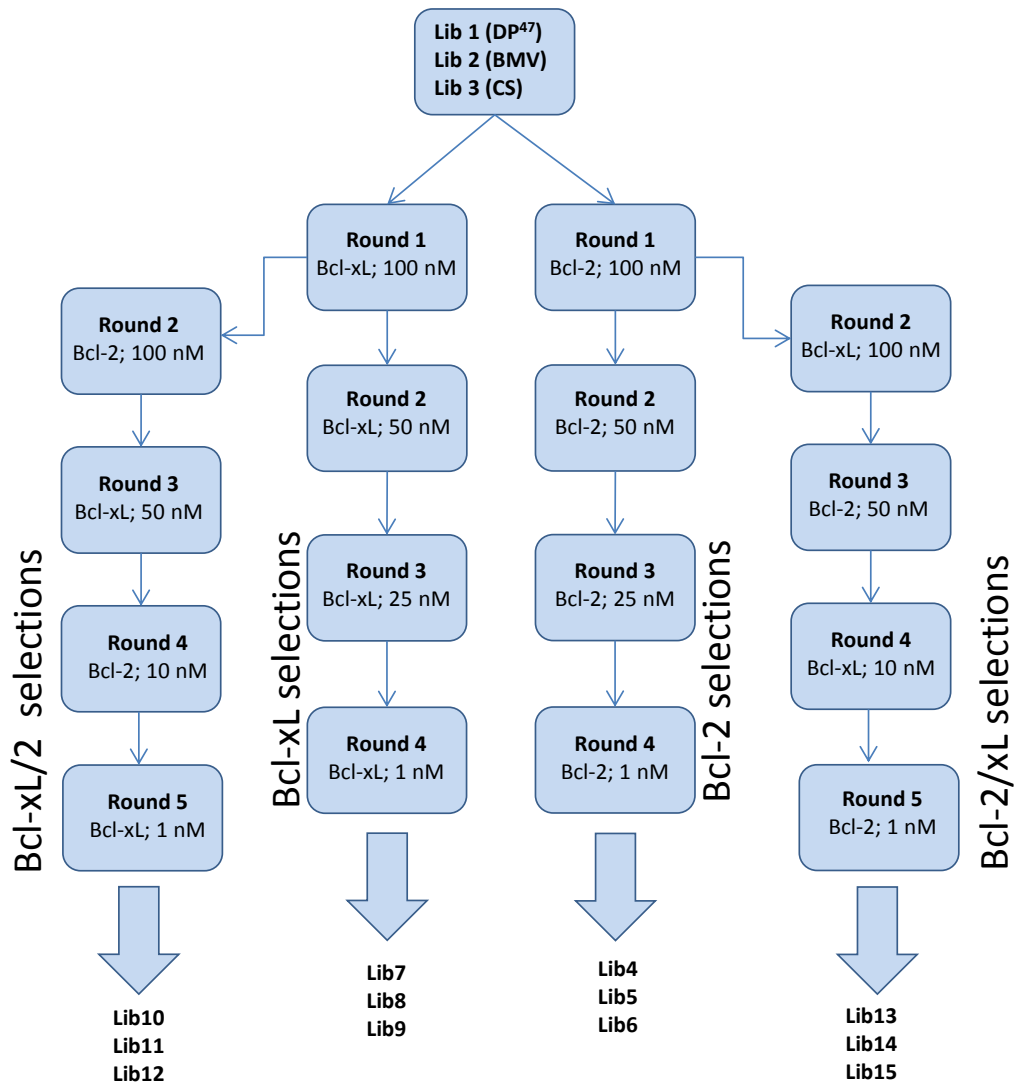 Lib 1 (DP47)
Lib 2 (BMV)
Lib 3 (CS)
Round 1
Bcl-xL; 100 nM
Round 1
Bcl-2; 100 nM
Round 2
Bcl-2; 100 nM
Round 3
Bcl-xL; 50 nM
Round 4
Bcl-2; 10 nM
Round 5
Bcl-xL; 1 nM
Bcl-xL/2 selections
Lib10
Lib11
Lib12
Round 2
Bcl-xL; 50 nM
Round 3
Bcl-xL; 25 nM
Round 4
Bcl-xL; 1 nM
Bcl-xL selections
Lib7
Lib8
Lib9
Round 2
Bcl-2; 50 nM
Round 3
Bcl-2; 25 nM
Round 4
Bcl-2; 1 nM
Bcl-2 selections
Lib4
Lib5
Lib6
Round 2
Bcl-xL; 100 nM
Round 3
Bcl-2; 50 nM
Round 4
Bcl-xL; 10 nM
Round 5
Bcl-2; 1 nM
Bcl-2/xL selections
Lib13
Lib14
Lib15